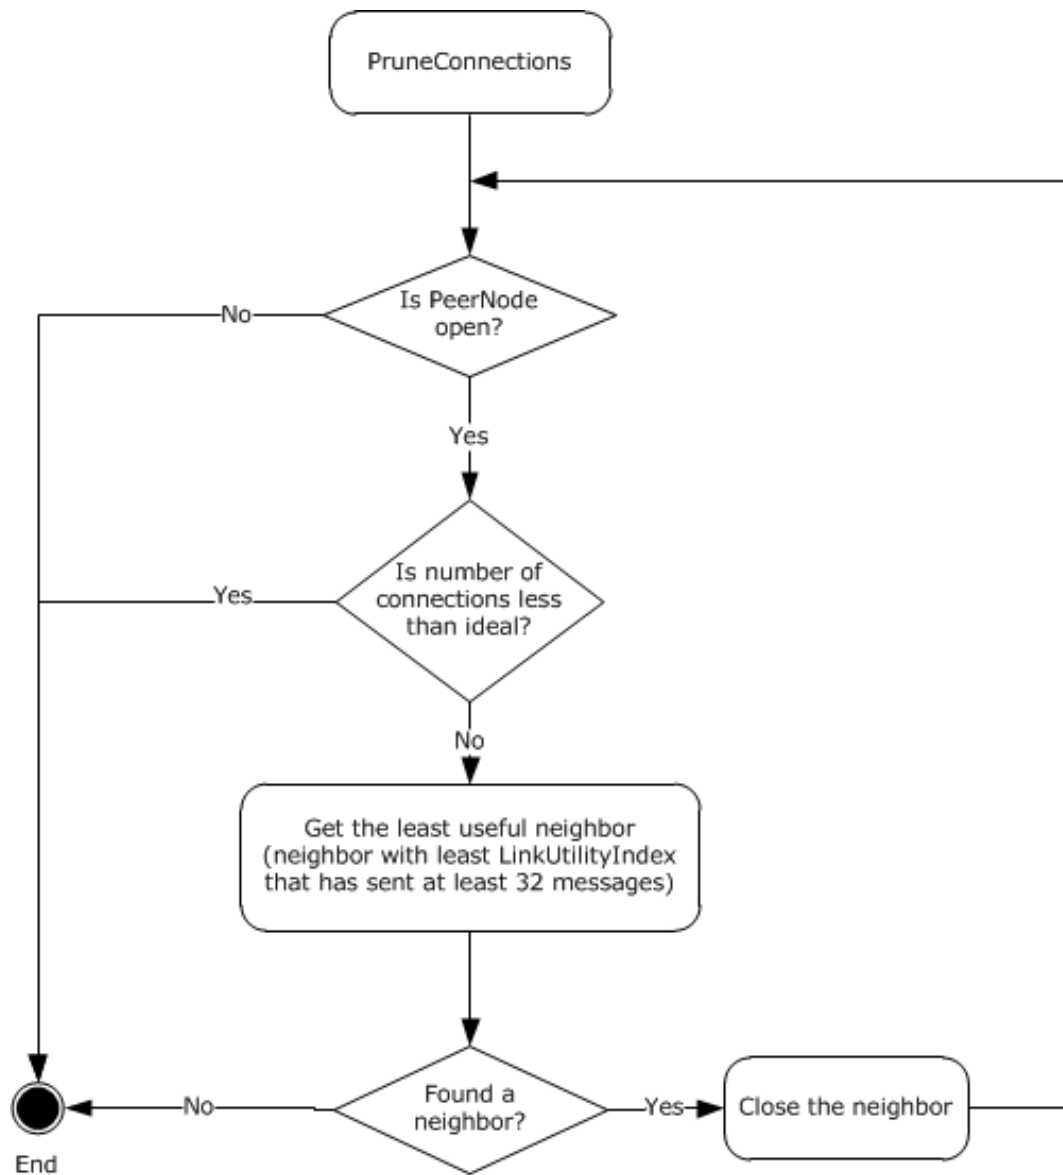 PruneConnections
Is PeerNode
open?
No
Yes
Is number of
connections less
than ideal?
Yes
No
Get the least useful neighbor
(neighbor with least LinkUtilityIndex
that has sent at least 32 messages)
Found a
neighbor?
No
Yes
Close the neighbor
End